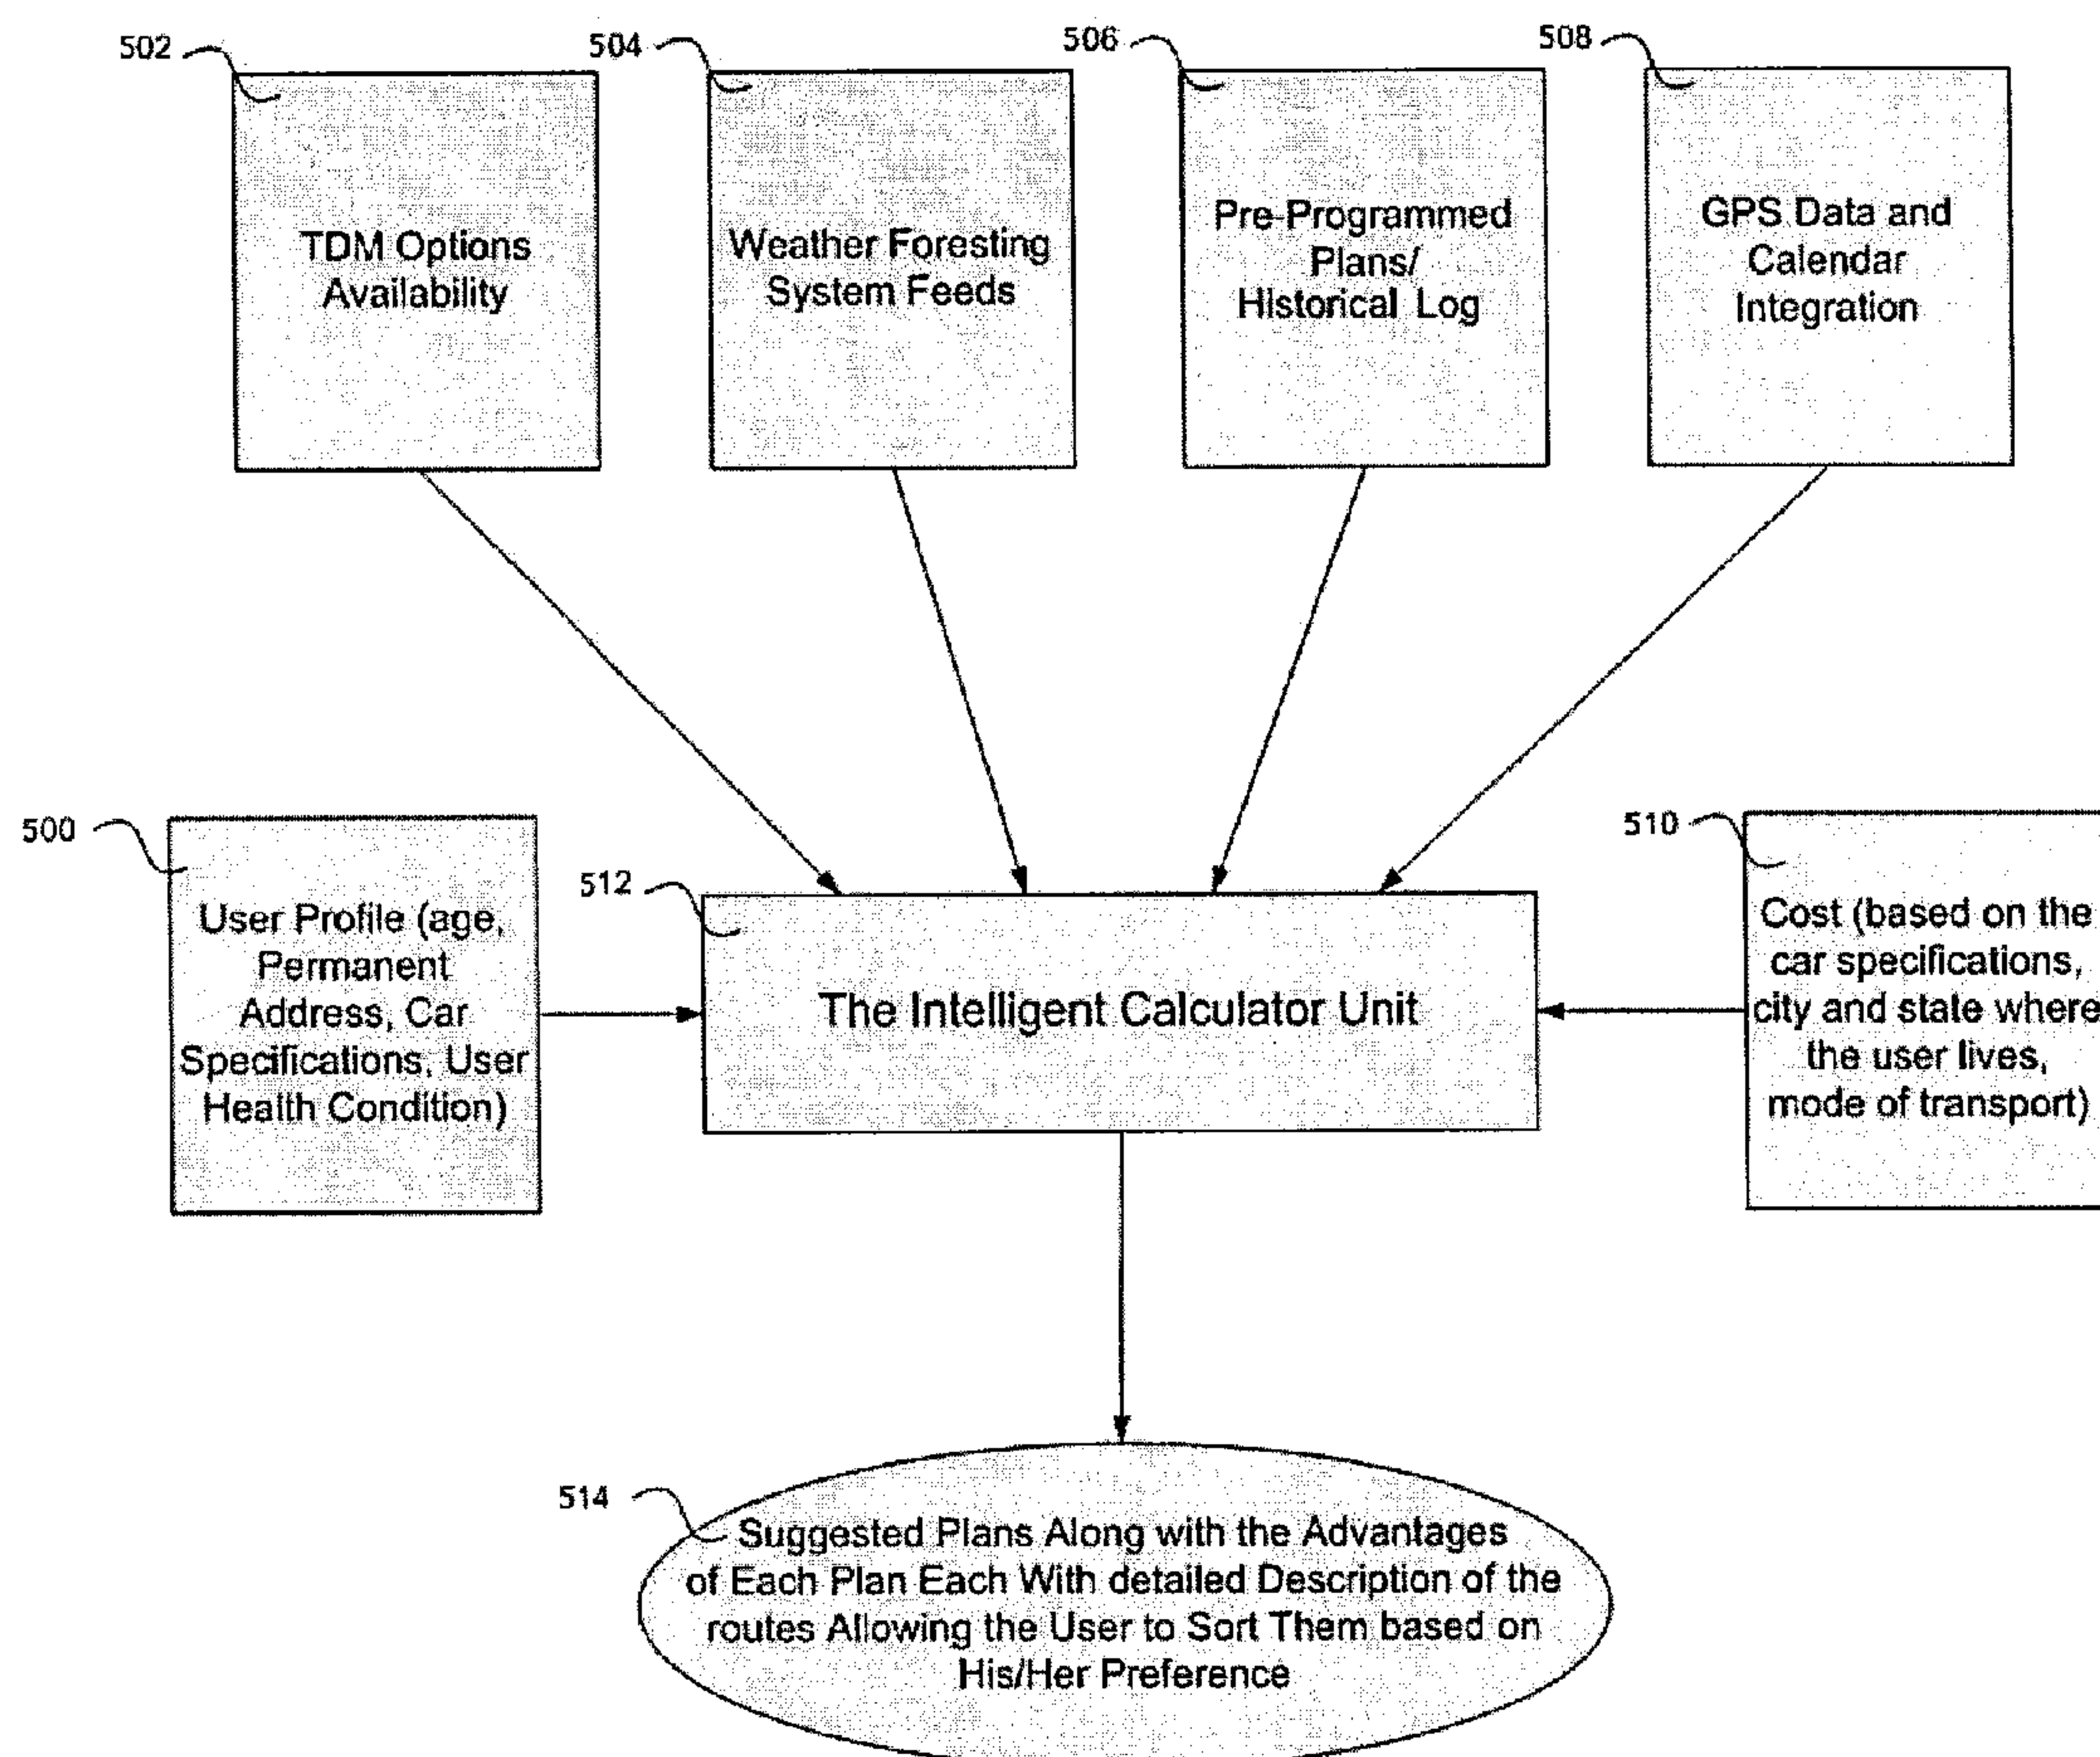 502
504
506
508
TDM Options
Availability
Weather Foresting
System Feeds
Pre-Programmed
Plans/
Historical Log
GPS Data and
Calendar
Integration
500
User Profile (age,
Permanent
Address, Car
Specifications, User
Health Condition)
512
The Intelligent Calculator Unit
510
Cost (based on the
car specifications,
city and state where
the user lives,
mode of transport)
514
Suggested Plans Along with the Advantages
of Each Plan Each With detailed Description of the
routes Allowing the User to Sort Them based on
His/Her Preference